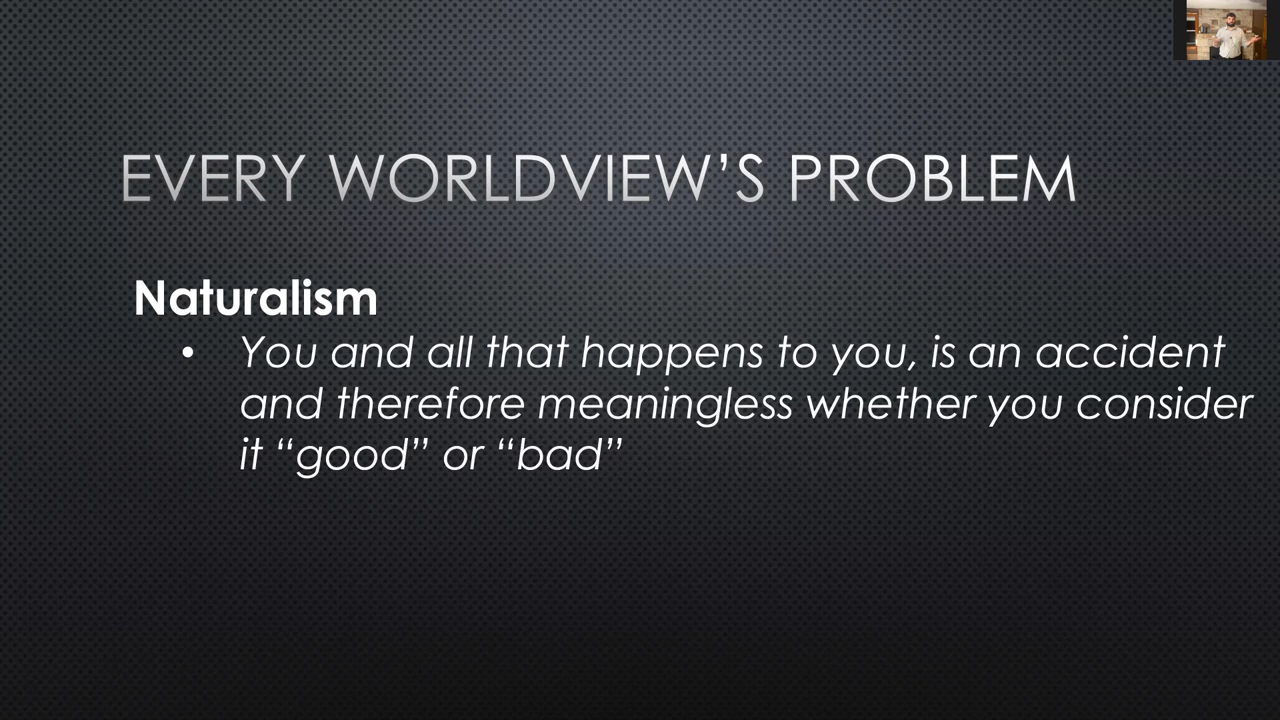 EVERY WORLDVIEW’S PROBLEM
Naturalism
• You and all that happens to you, is an accident
and therefore meaningless whether you consider
it “good” or “bad”